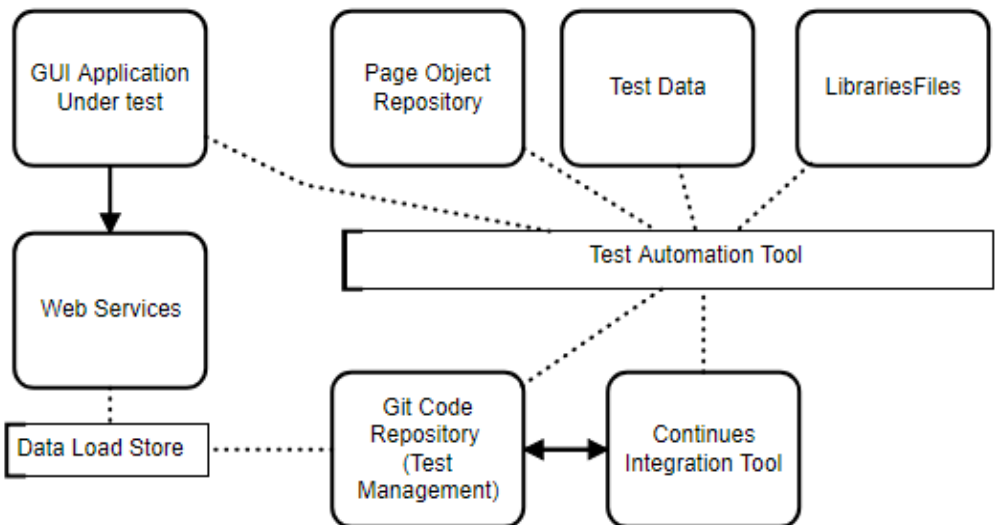 GUI Application
Under test
Page Object
Repository
Test Data
LibrariesFiles
Test Automation Tool
Web Services
Git Code
Repository
(Test
Management)
Continues
Integration Tool
Data Load Store